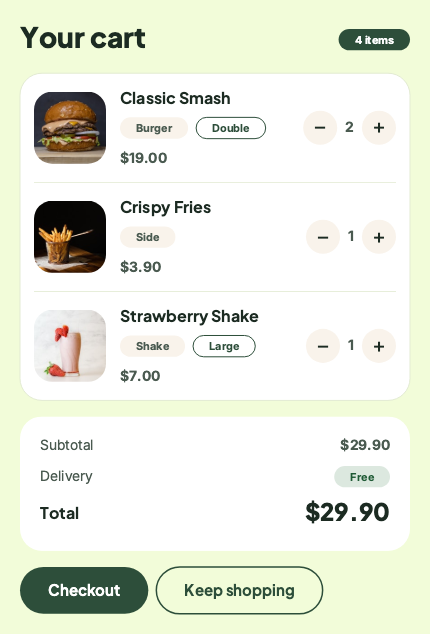 Your cart
4 items
Classic Smash
Burger Double
$19.00
− 2 +
Crispy Fries
Side
$3.90
− 1 +
Strawberry Shake
Shake Large
$7.00
− 1 +
Subtotal $29.90
Delivery Free
Total $29.90
Checkout Keep shopping